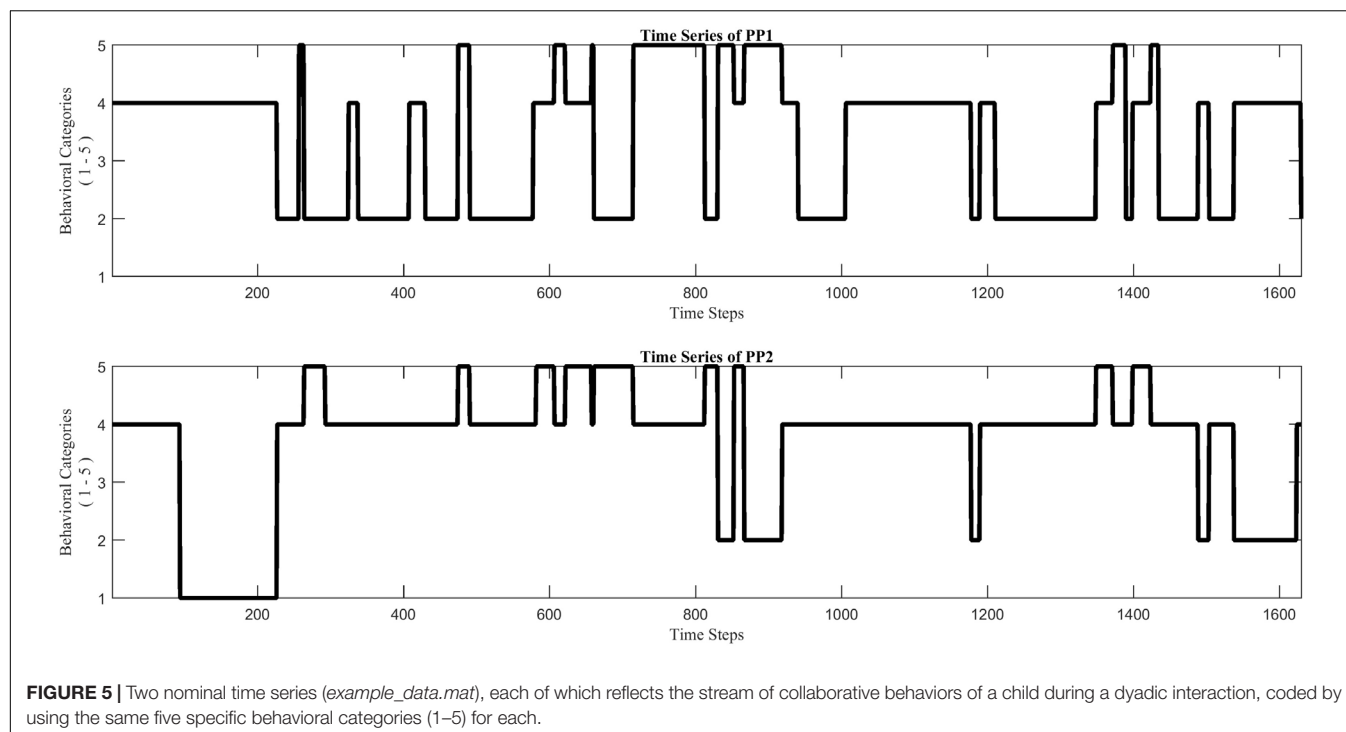 Time Series of PP1
5
4
3
2
1
Behavioral Categories
( 1 - 5 )
200 400 600 800 1000 1200 1400 1600
Time Steps
Time Series of PP2
5
4
3
2
1
Behavioral Categories
( 1 - 5 )
200 400 600 800 1000 1200 1400 1600
Time Steps
FIGURE 5 | Two nominal time series (example_data.mat), each of which reflects the stream of collaborative behaviors of a child during a dyadic interaction, coded by
using the same five specific behavioral categories (1–5) for each.